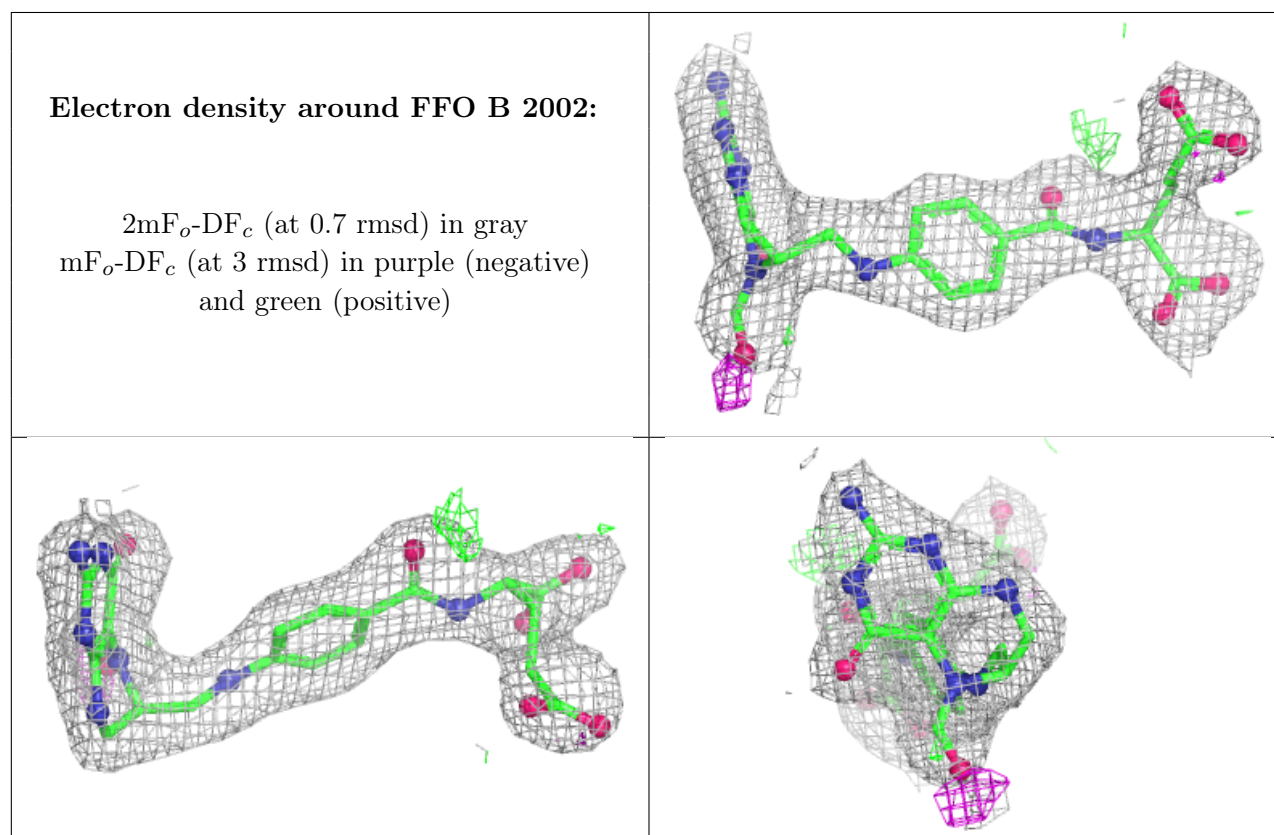 Electron density around FFO B 2002:
2mFₒ-DF𝒸 (at 0.7 rmsd) in gray
mFₒ-DF𝒸 (at 3 rmsd) in purple (negative)
and green (positive)